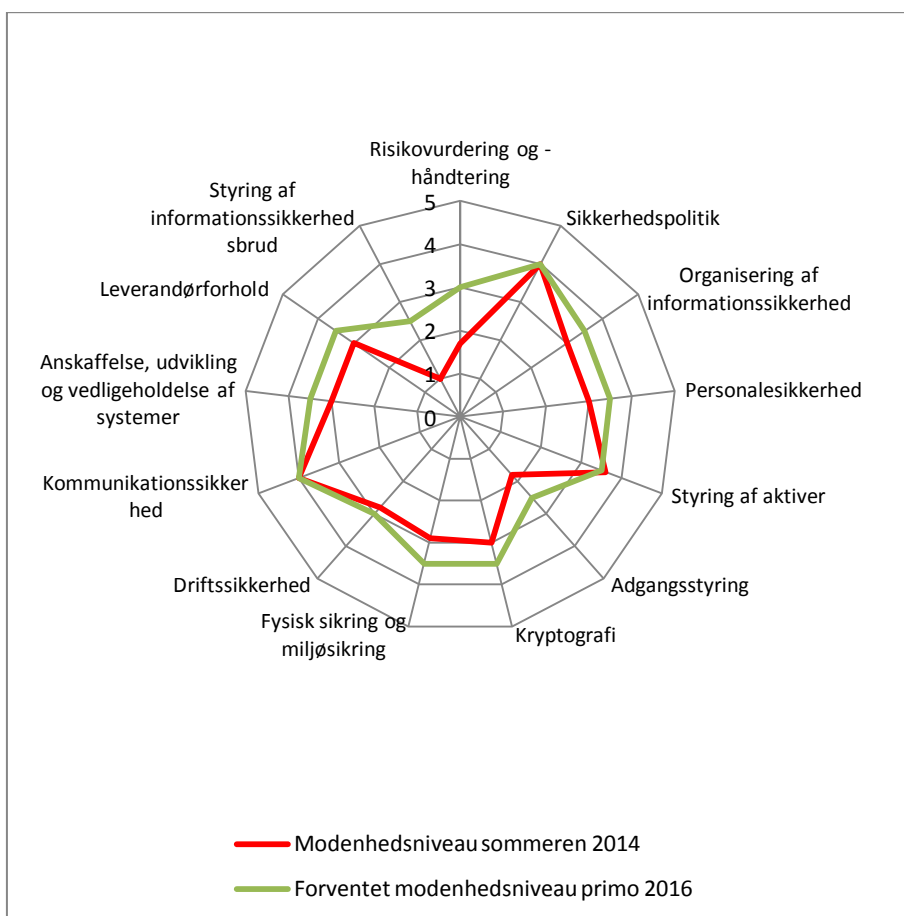 Risikovurdering og -
håndtering
Styring af
informationssikkerhed
sbrud
Sikkerhedspolitik
Organisering af
informationssikkerhed
Leverandørforhold
Anskaffelse, udvikling
og vedligeholdelse af
systemer
Personalesikkerhed
Kommunikationssikker
hed
Styring af aktiver
Driftssikkerhed
Adgangsstyring
Fysisk sikring og
miljøsikring
Kryptografi
5
4
3
2
1
0
Modenhedsniveau sommeren 2014
Forventet modenhedsniveau primo 2016